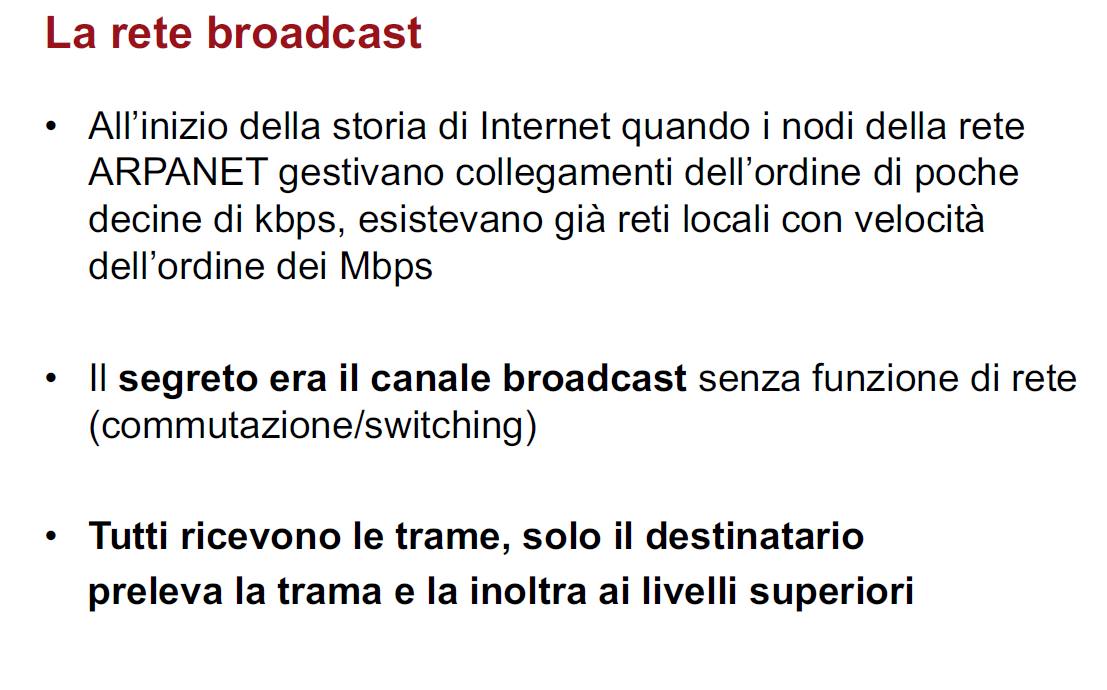 La rete broadcast
• All’inizio della storia di Internet quando i nodi della rete
ARPANET gestivano collegamenti dell’ordine di poche
decine di kbps, esistevano già reti locali con velocità
dell’ordine dei Mbps
• Il segreto era il canale broadcast senza funzione di rete
(commutazione/switching)
• Tutti ricevono le trame, solo il destinatario
preleva la trama e la inoltra ai livelli superiori